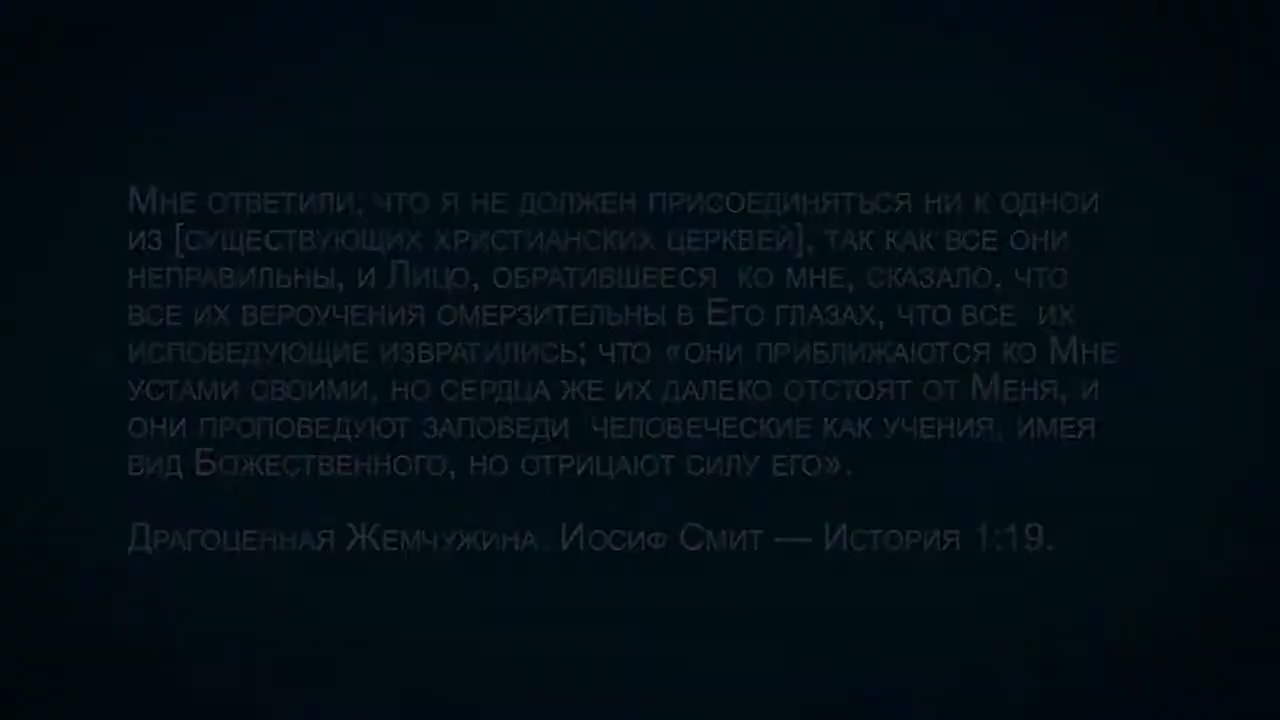 Мне ответили, что я не должен присоединяться ни к одной
из [существующих христианских церквей], так как все они
неправильны, и Лицо, обратившееся ко мне, сказало, что
все их вероучения омерзительны в Его глазах, что все их
исповедующие извратились; что «они приближаются ко Мне
устами своими, но сердца же их далеко отстоят от Меня, и
они проповедуют заповеди человеческие как учения, имея
вид Божественного, но отрицают силу его».
Драгоценная Жемчужина. Иосиф Смит — История 1:19.